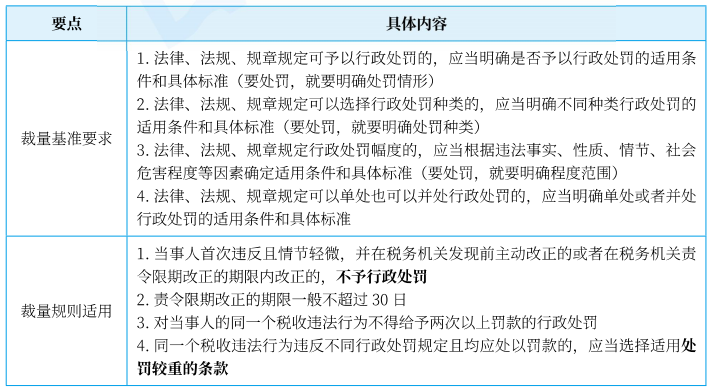 要点
具体内容
裁量基准要求
1. 法律、法规、规章规定可予以行政处罚的，应当明确是否予以行政处罚的适用条
件和具体标准（要处罚，就要明确处罚情形）
2. 法律、法规、规章规定可以选择行政处罚种类的，应当明确不同种类行政处罚的
适用条件和具体标准（要处罚，就要明确处罚种类）
3. 法律、法规、规章规定行政处罚幅度的，应当根据违法事实、性质、情节、社会
危害程度等因素确定适用条件和具体标准（要处罚，就要明确程度范围）
4. 法律、法规、规章规定可以单处也可以并处行政处罚的，应当明确单处或者并处
行政处罚的适用条件和具体标准
裁量规则适用
1. 当事人首次违反且情节轻微，并在税务机关发现前主动改正的或者在税务机关责
令限期改正的期限内改正的，不予行政处罚
2. 责令限期改正的期限一般不超过 30 日
3. 对当事人的同一个税收违法行为不得给予两次以上罚款的行政处罚
4. 同一个税收违法行为违反不同行政处罚规定且均应处以罚款的，应当选择适用处
罚较重的条款